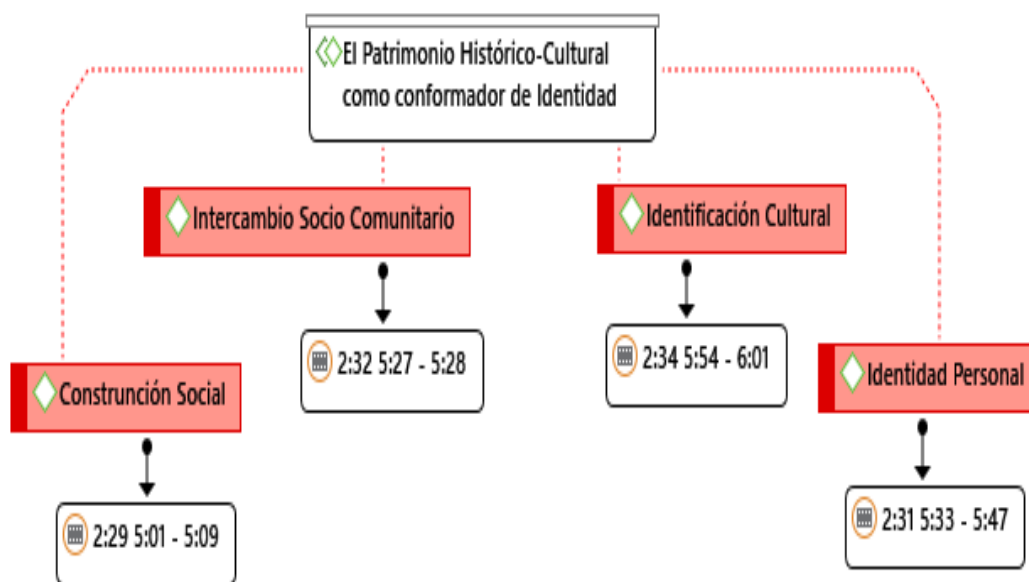 El Patrimonio Histórico-Cultural
como conformador de Identidad
Intercambio Socio Comunitario
Identificación Cultural
2:32 5:27 - 5:28
2:34 5:54 - 6:01
Construnción Social
Identidad Personal
2:29 5:01 - 5:09
2:31 5:33 - 5:47